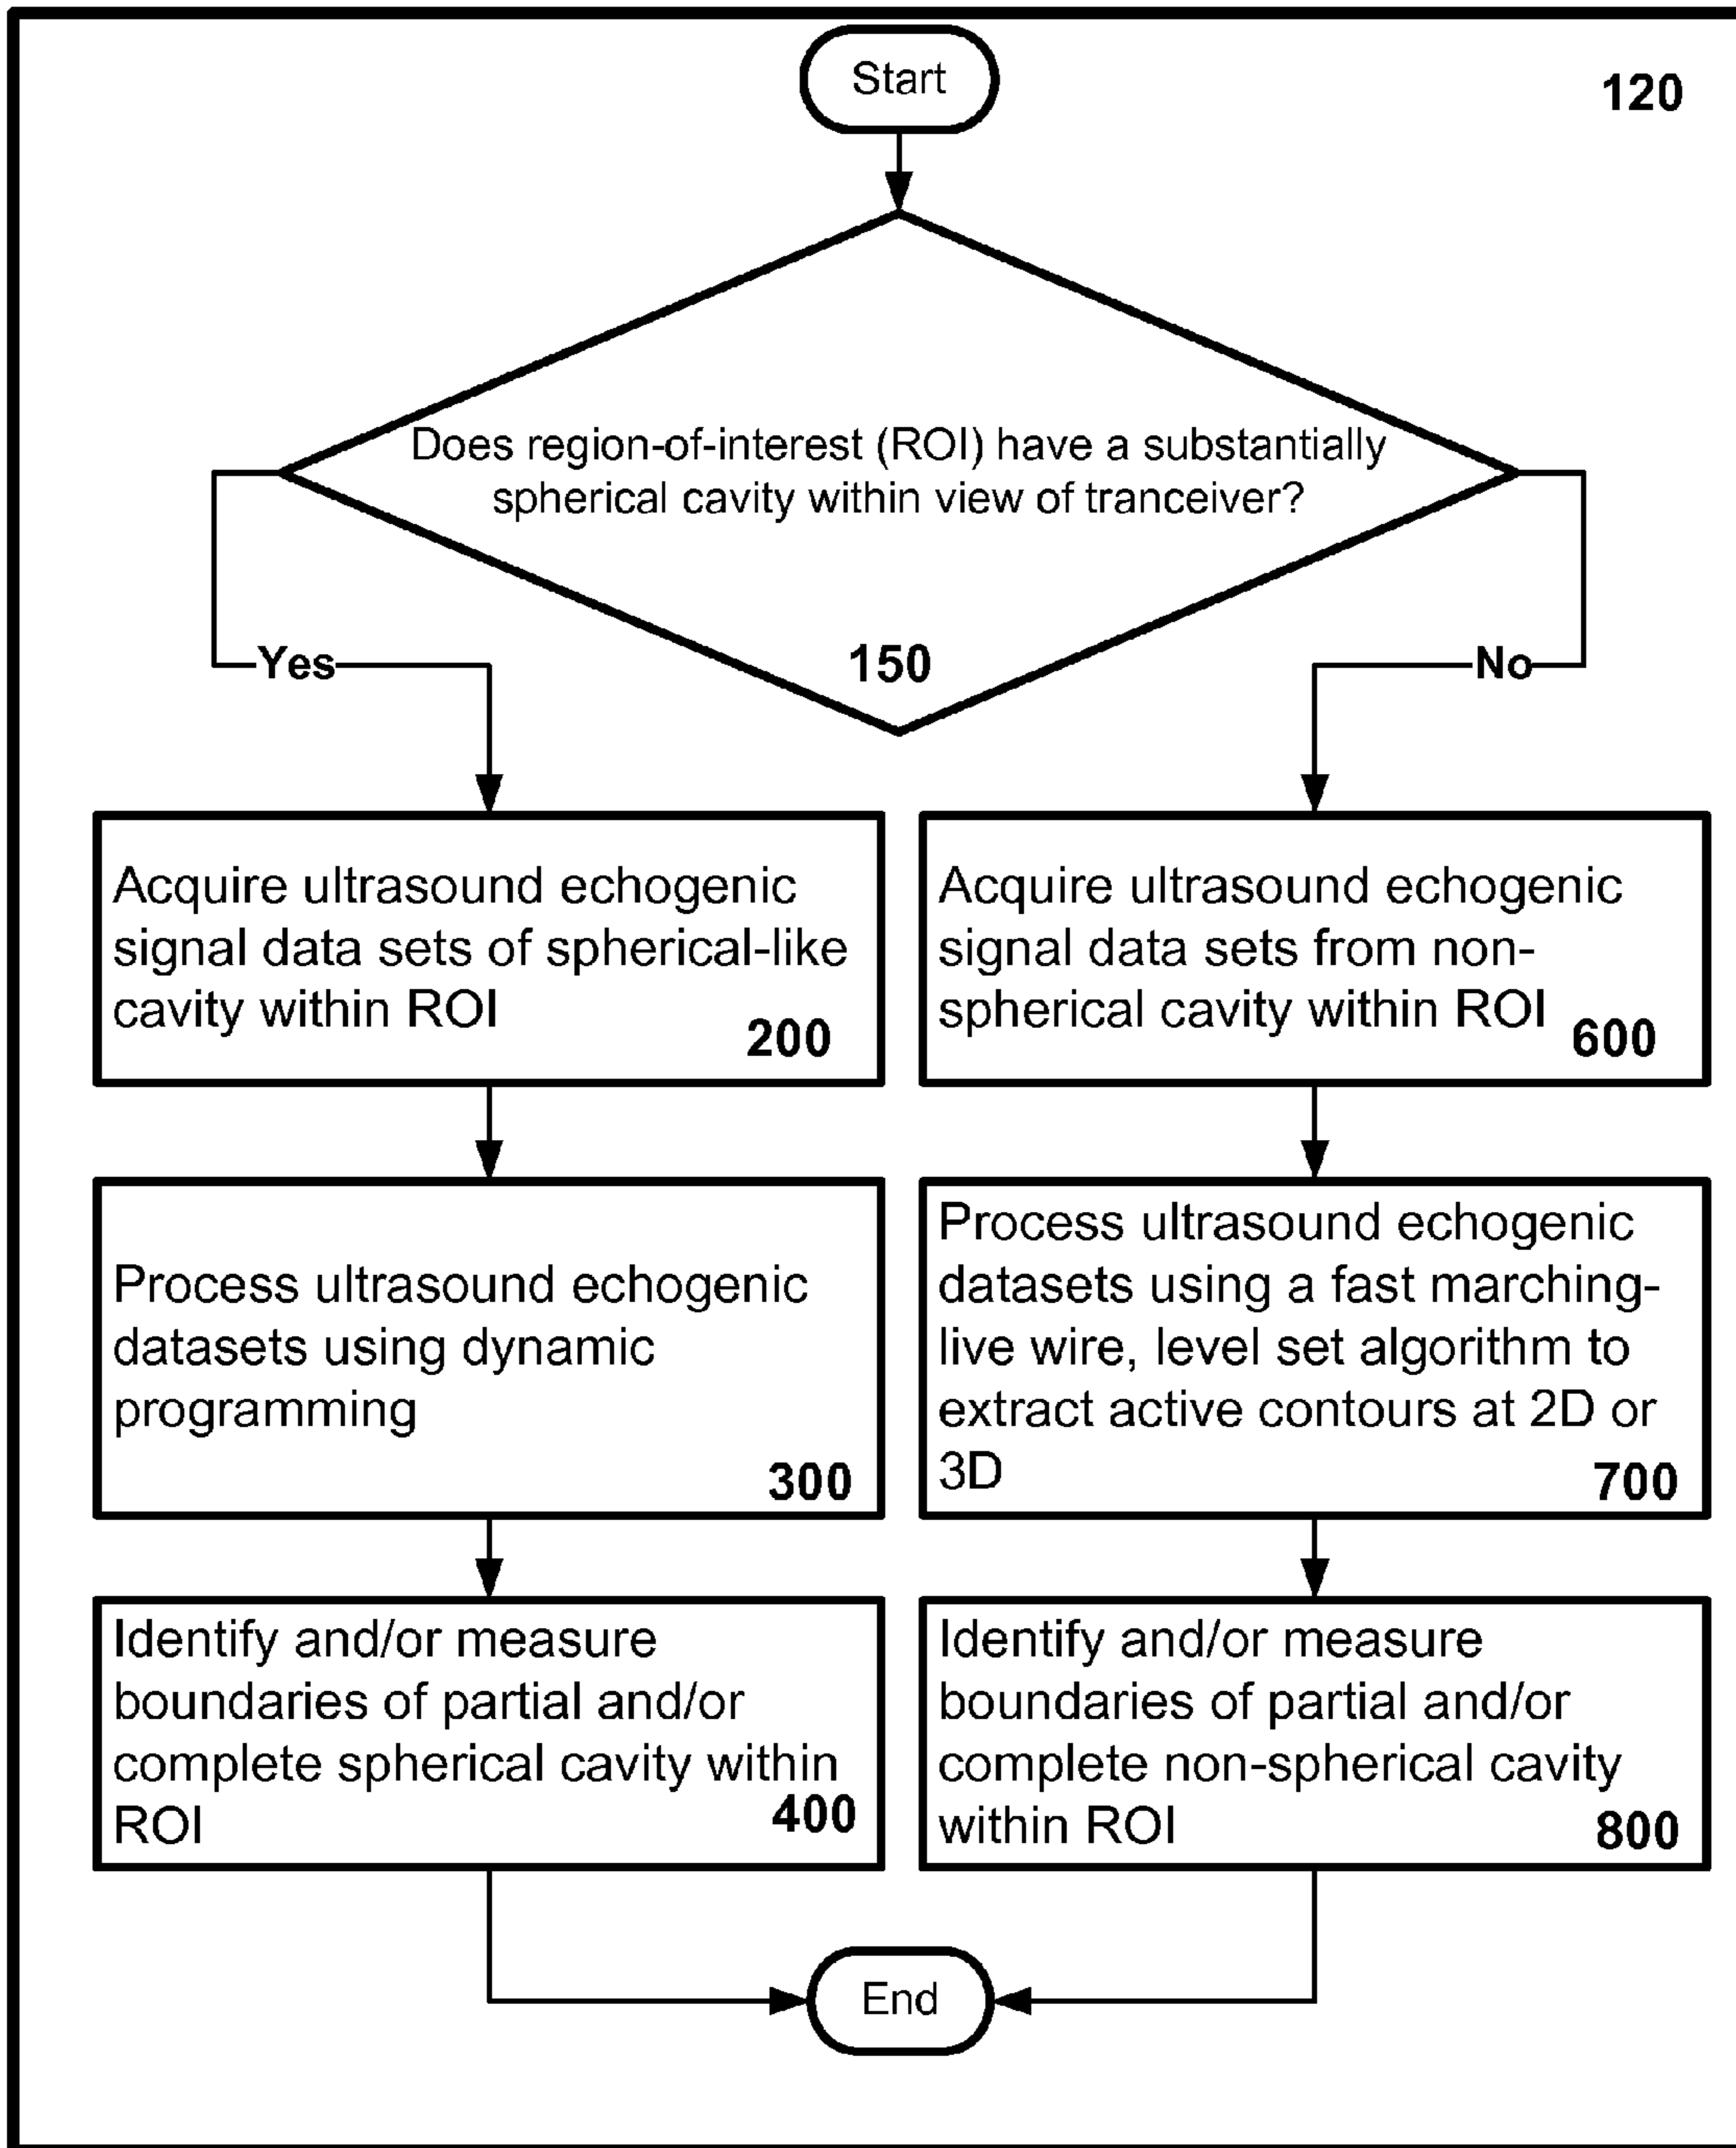 Start
120
Does region-of-interest (ROI) have a substantially
spherical cavity within view of tranceiver?
150
Yes
No
Acquire ultrasound echogenic
signal data sets of spherical-like
cavity within ROI
200
Acquire ultrasound echogenic
signal data sets from non-
spherical cavity within ROI
600
Process ultrasound echogenic
datasets using dynamic
programming
300
Process ultrasound echogenic
datasets using a fast marching-
live wire, level set algorithm to
extract active contours at 2D or
3D
700
Identify and/or measure
boundaries of partial and/or
complete spherical cavity within
ROI
400
Identify and/or measure
boundaries of partial and/or
complete non-spherical cavity
within ROI
800
End